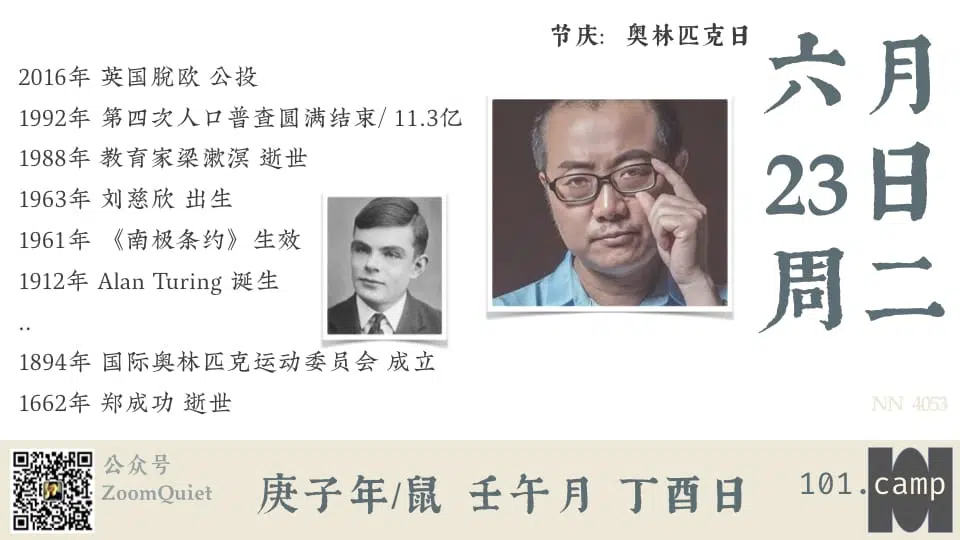 节庆: 奥林匹克日
六月
23日
周二
2016年 英国脱欧 公投
1992年 第四次人口普查圆满结束/ 11.3亿
1988年 教育家梁漱溟 逝世
1963年 刘慈欣 出生
1961年 《南极条约》生效
1912年 Alan Turing 诞生
..
1894年 国际奥林匹克运动委员会 成立
1662年 郑成功 逝世
NN 4053
公众号
ZoomQuiet
庚子年/鼠 壬午月 丁酉日
101.camp